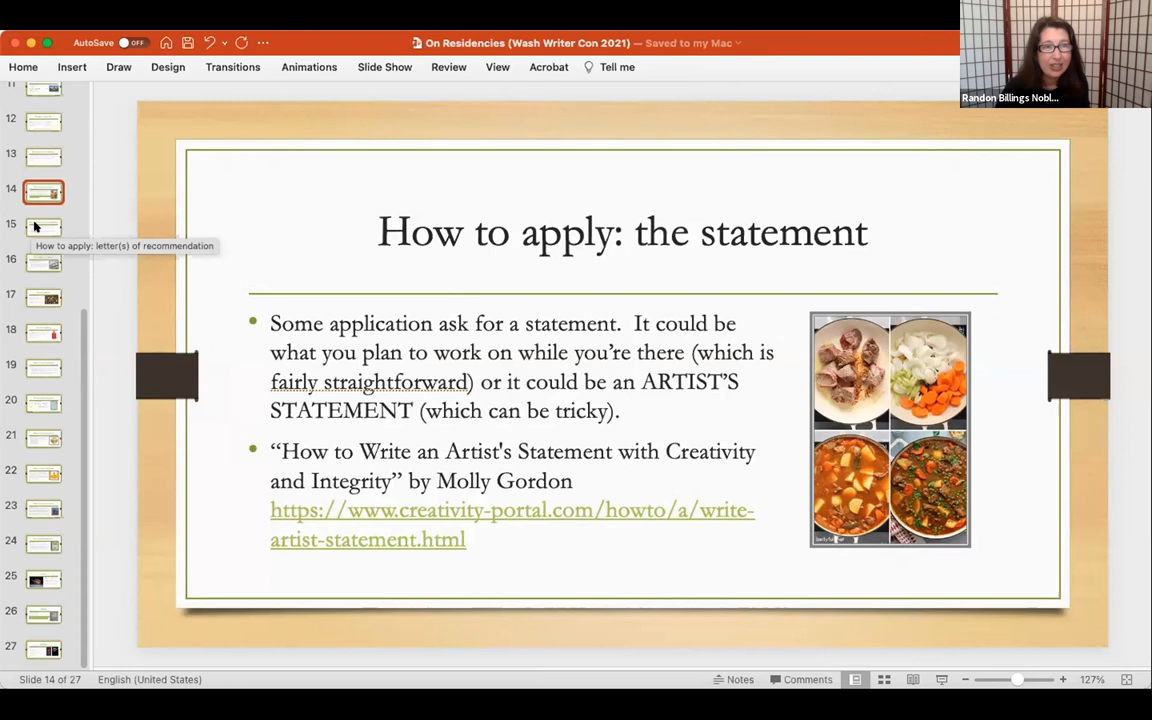 AutoSave OFF
On Residencies (Wash Writer Con 2021) — Saved to my Mac
Home Insert Draw Design Transitions Animations Slide Show Review View Acrobat Tell me
Randon Billings Nobl...
11
12
13
14
15
How to apply: letter(s) of recommendation
16
17
18
19
20
21
22
23
24
25
26
27
How to apply: the statement
• Some application ask for a statement. It could be
what you plan to work on while you’re there (which is
fairly straightforward) or it could be an ARTIST’S
STATEMENT (which can be tricky).
• “How to Write an Artist's Statement with Creativity
and Integrity” by Molly Gordon
https://www.creativity-portal.com/howto/a/write-
artist-statement.html
Slide 14 of 27 English (United States) Notes Comments 127%